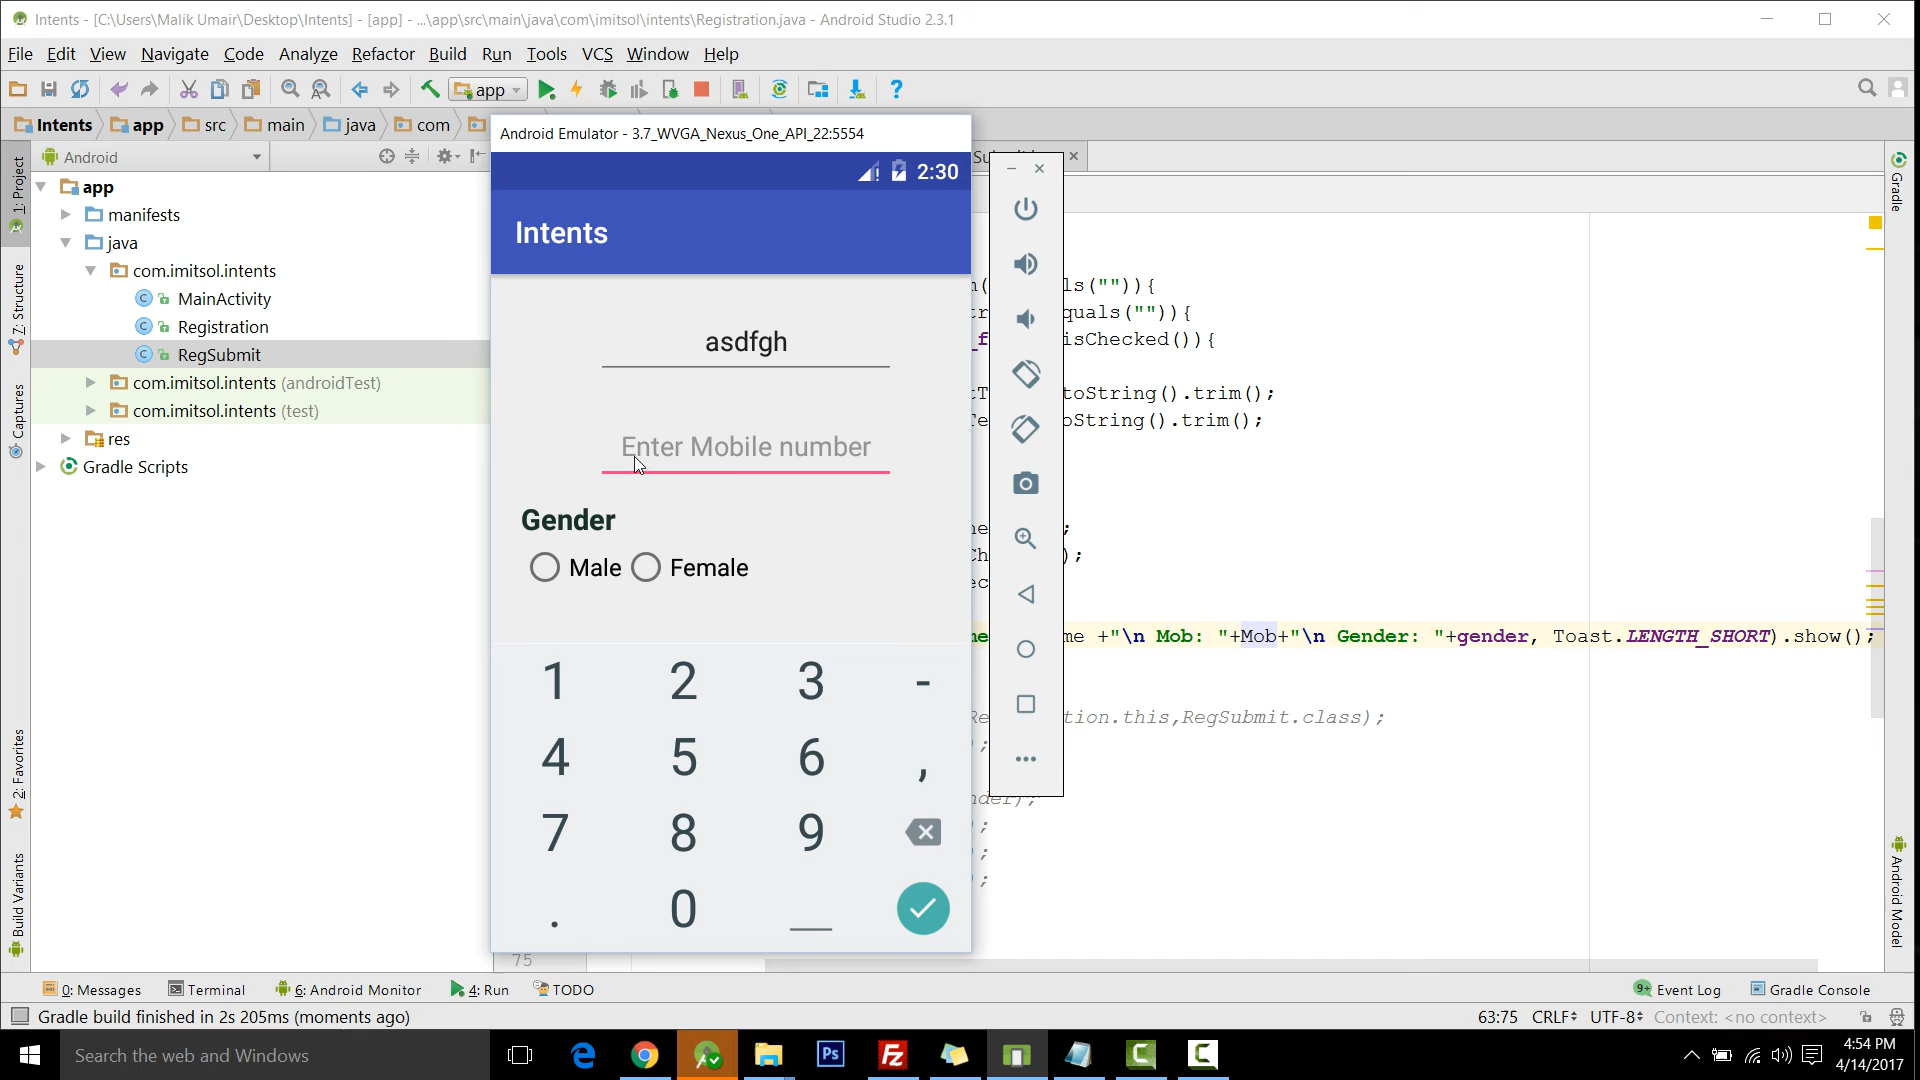 Intents - [C:\Users\Malik Umair\Desktop\Intents] - [app] - ...\app\src\main\java\com\imitsol\intents\Registration.java - Android Studio 2.3.1
File Edit View Navigate Code Analyze Refactor Build Run Tools VCS Window Help
app
Intents app src main java com
Android Emulator - 3.7_WVGA_Nexus_One_API_22:5554
Android
1: Project
7: Structure
Captures
2: Favorites
Build Variants
app
manifests
java
com.imitsol.intents
MainActivity
Registration
RegSubmit
com.imitsol.intents (androidTest)
com.imitsol.intents (test)
res
Gradle Scripts
2:30
Intents
asdfgh
Enter Mobile number
Gender
Male Female
1 2 3 -
4 5 6 ,
7 8 9
. 0
ls("")){
quals("")){
isChecked()){
toString().trim();
oString().trim();
;
);
me +"\n Mob: "+Mob+"\n Gender: "+gender, Toast.LENGTH_SHORT).show();
tion.this,RegSubmit.class);
nder);
75
Gradle
Android Model
0: Messages Terminal 6: Android Monitor 4: Run TODO
9+ Event Log Gradle Console
Gradle build finished in 2s 205ms (moments ago)
63:75 CRLF UTF-8 Context: <no context>
Search the web and Windows
Ps
Fz
4:54 PM
4/14/2017